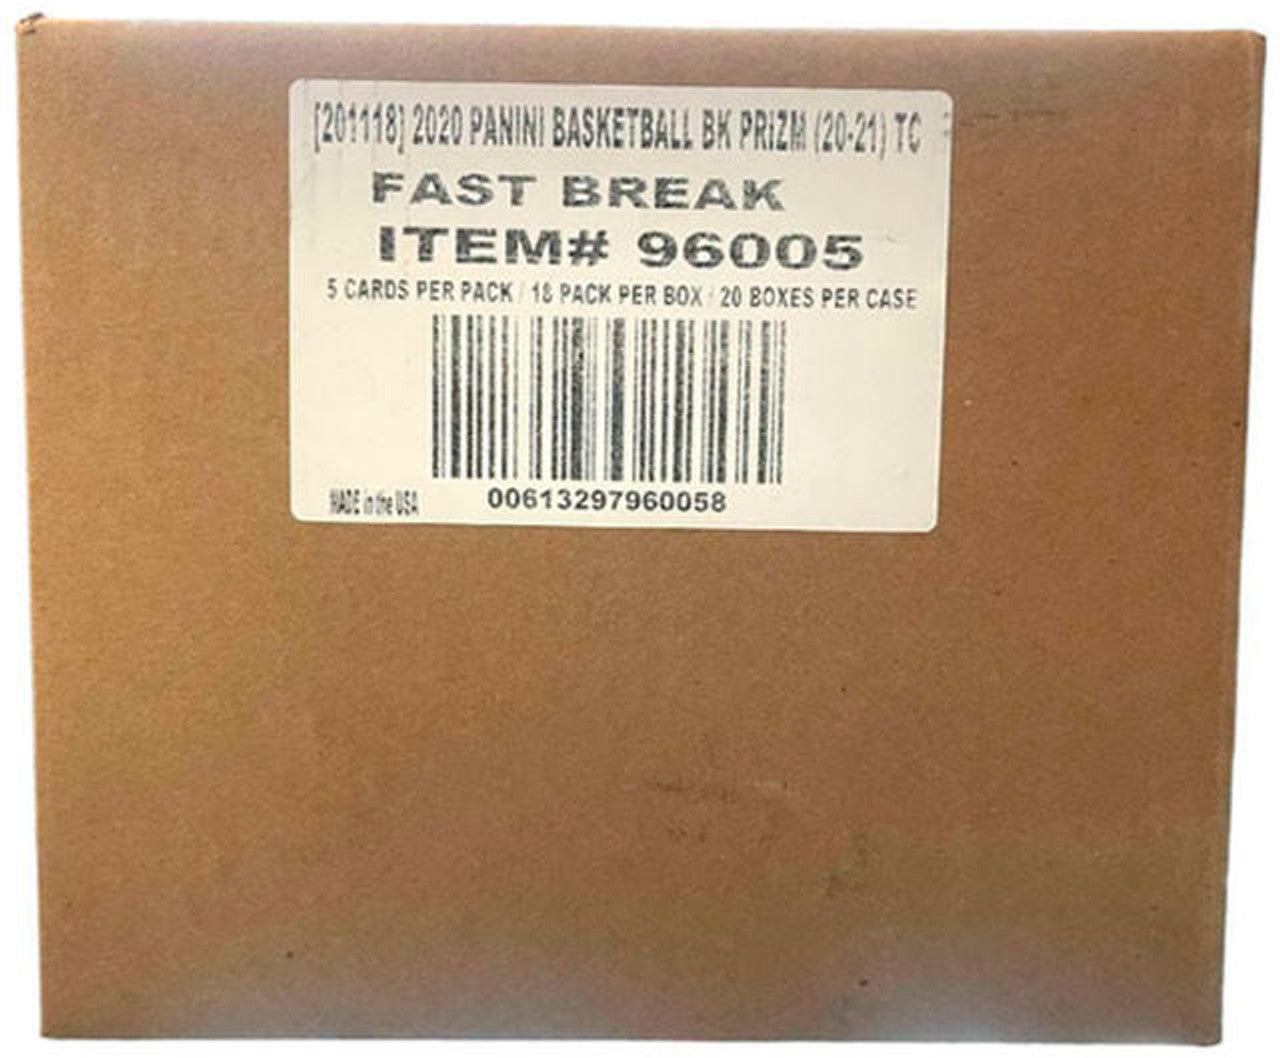 [201118] 2020 PANINI BASKETBALL BK PRIZM (20-21) TC
FAST BREAK
ITEM# 96005
5 CARDS PER PACK / 18 PACK PER BOX / 20 BOXES PER CASE
MADE in the USA
00613297960058